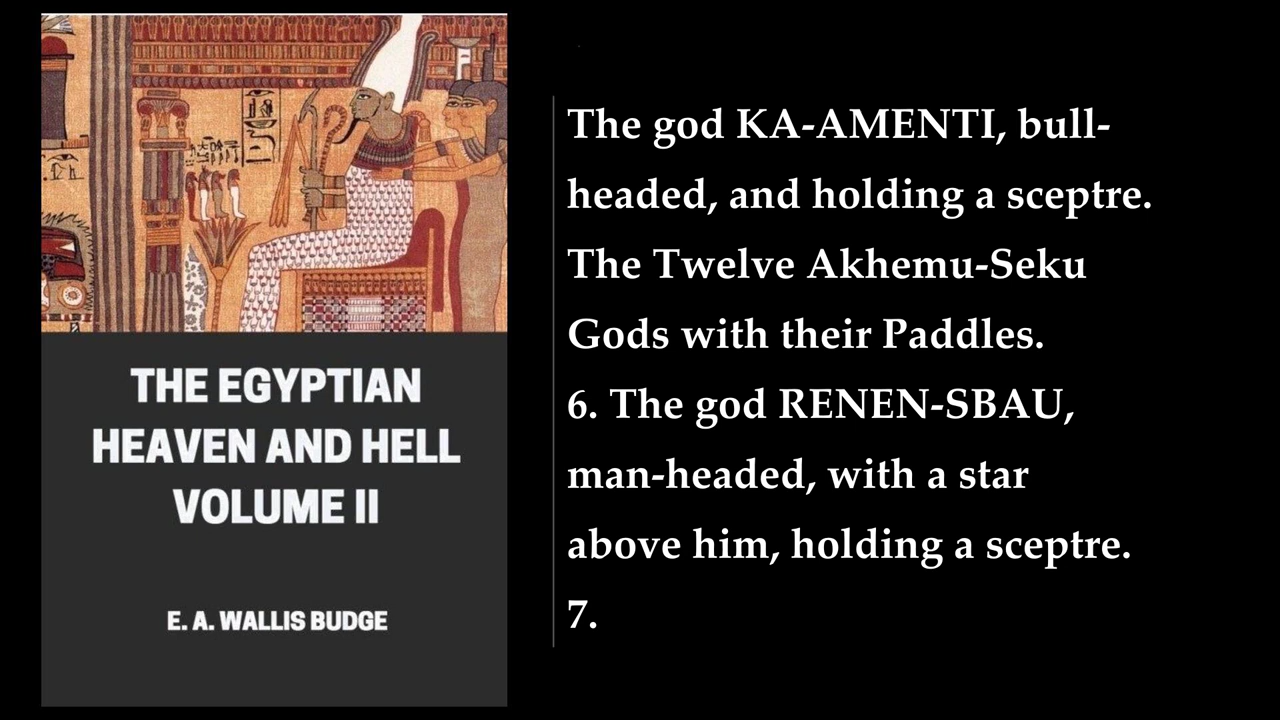 THE EGYPTIAN
HEAVEN AND HELL
VOLUME II
E. A. WALLIS BUDGE
The god KA-AMENTI, bull-
headed, and holding a sceptre.
The Twelve Akhemu-Seku
Gods with their Paddles.
6. The god RENEN-SBAU,
man-headed, with a star
above him, holding a sceptre.
7.